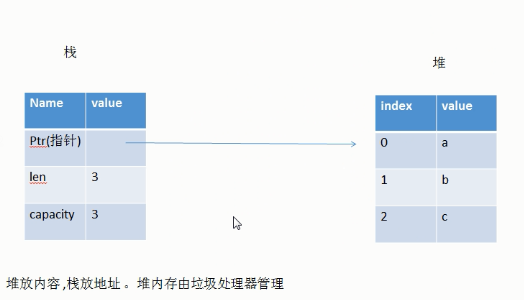 栈
堆
Name value
Ptr(指针)
len 3
capacity 3
index value
0 a
1 b
2 c
堆放内容,栈放地址。堆内存由垃圾处理器管理